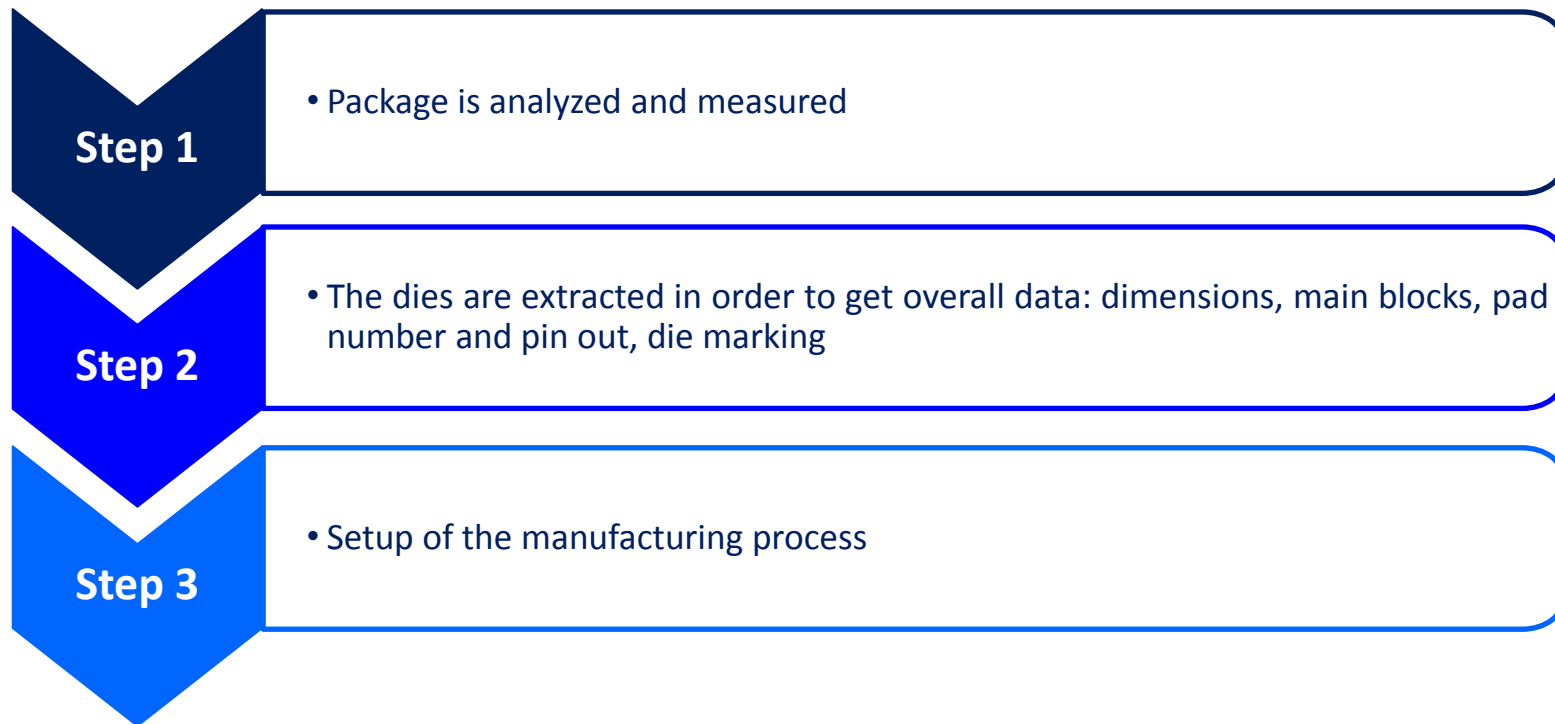 Step 1
• Package is analyzed and measured
Step 2
• The dies are extracted in order to get overall data: dimensions, main blocks, pad
number and pin out, die marking
Step 3
• Setup of the manufacturing process